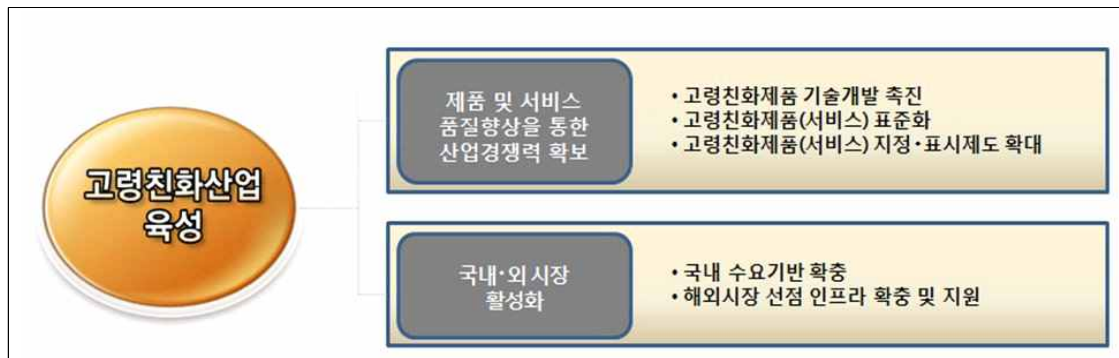 고령친화산업
육성
제품 및 서비스
품질향상을 통한
산업경쟁력 확보
• 고령친화제품 기술개발 촉진
• 고령친화제품(서비스) 표준화
• 고령친화제품(서비스) 지정·표시제도 확대
국내·외 시장
활성화
• 국내 수요기반 확충
• 해외시장 선점 인프라 확충 및 지원